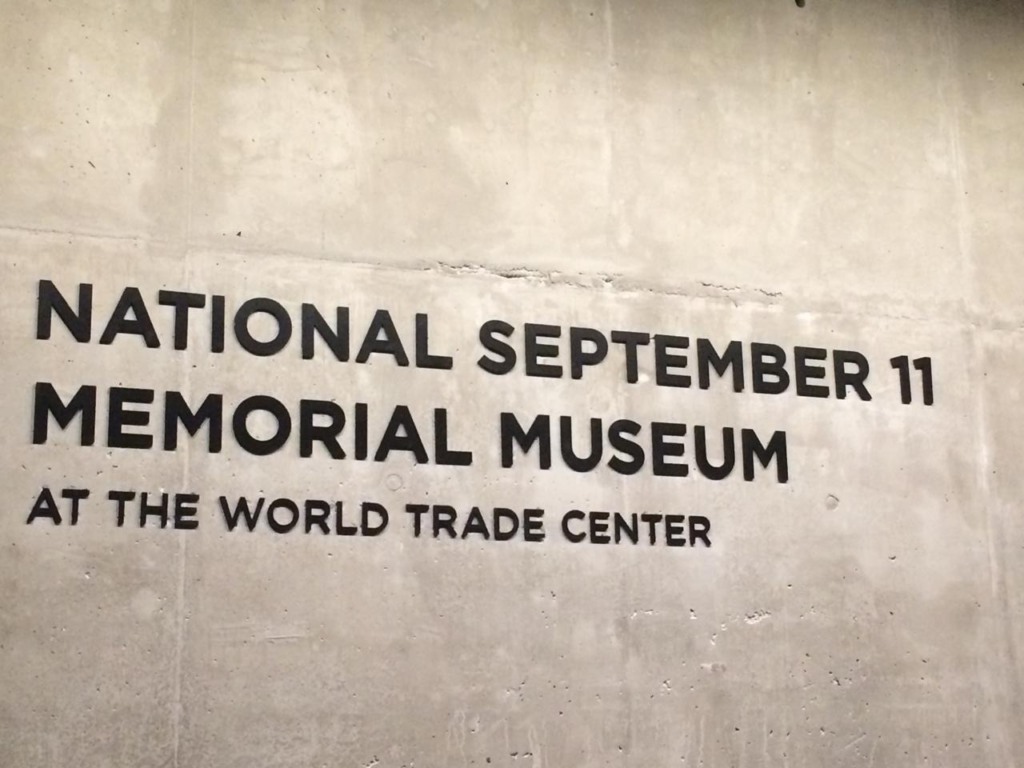 NATIONAL SEPTEMBER 11
MEMORIAL MUSEUM
AT THE WORLD TRADE CENTER